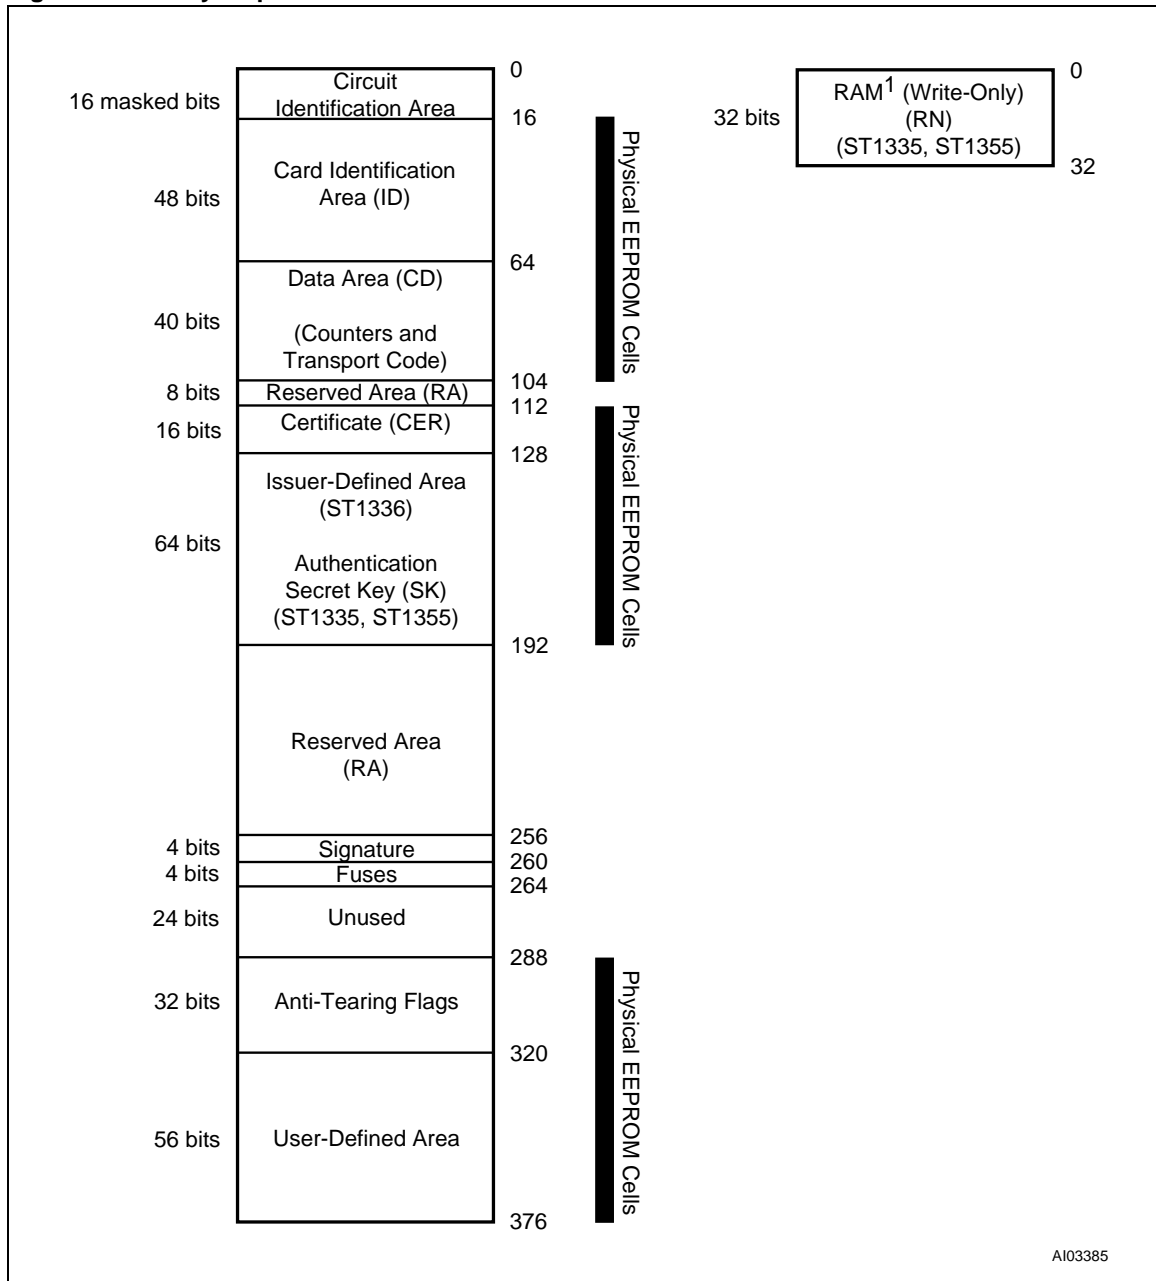 0
Circuit
16 masked bits
Identification Area
16
Card Identification
48 bits
Area (ID)
64
Data Area (CD)
40 bits
(Counters and
Transport Code)
104
8 bits
Reserved Area (RA)
112
16 bits
Certificate (CER)
128
Issuer-Defined Area
(ST1336)
64 bits
Authentication
Secret Key (SK)
(ST1335, ST1355)
192
Reserved Area
(RA)
256
4 bits
Signature
260
4 bits
Fuses
264
24 bits
Unused
288
32 bits
Anti-Tearing Flags
320
56 bits
User-Defined Area
376
Physical EEPROM Cells
Physical EEPROM Cells
Physical EEPROM Cells
0
RAM1 (Write-Only)
32 bits
(RN)
(ST1335, ST1355)
32
AI03385